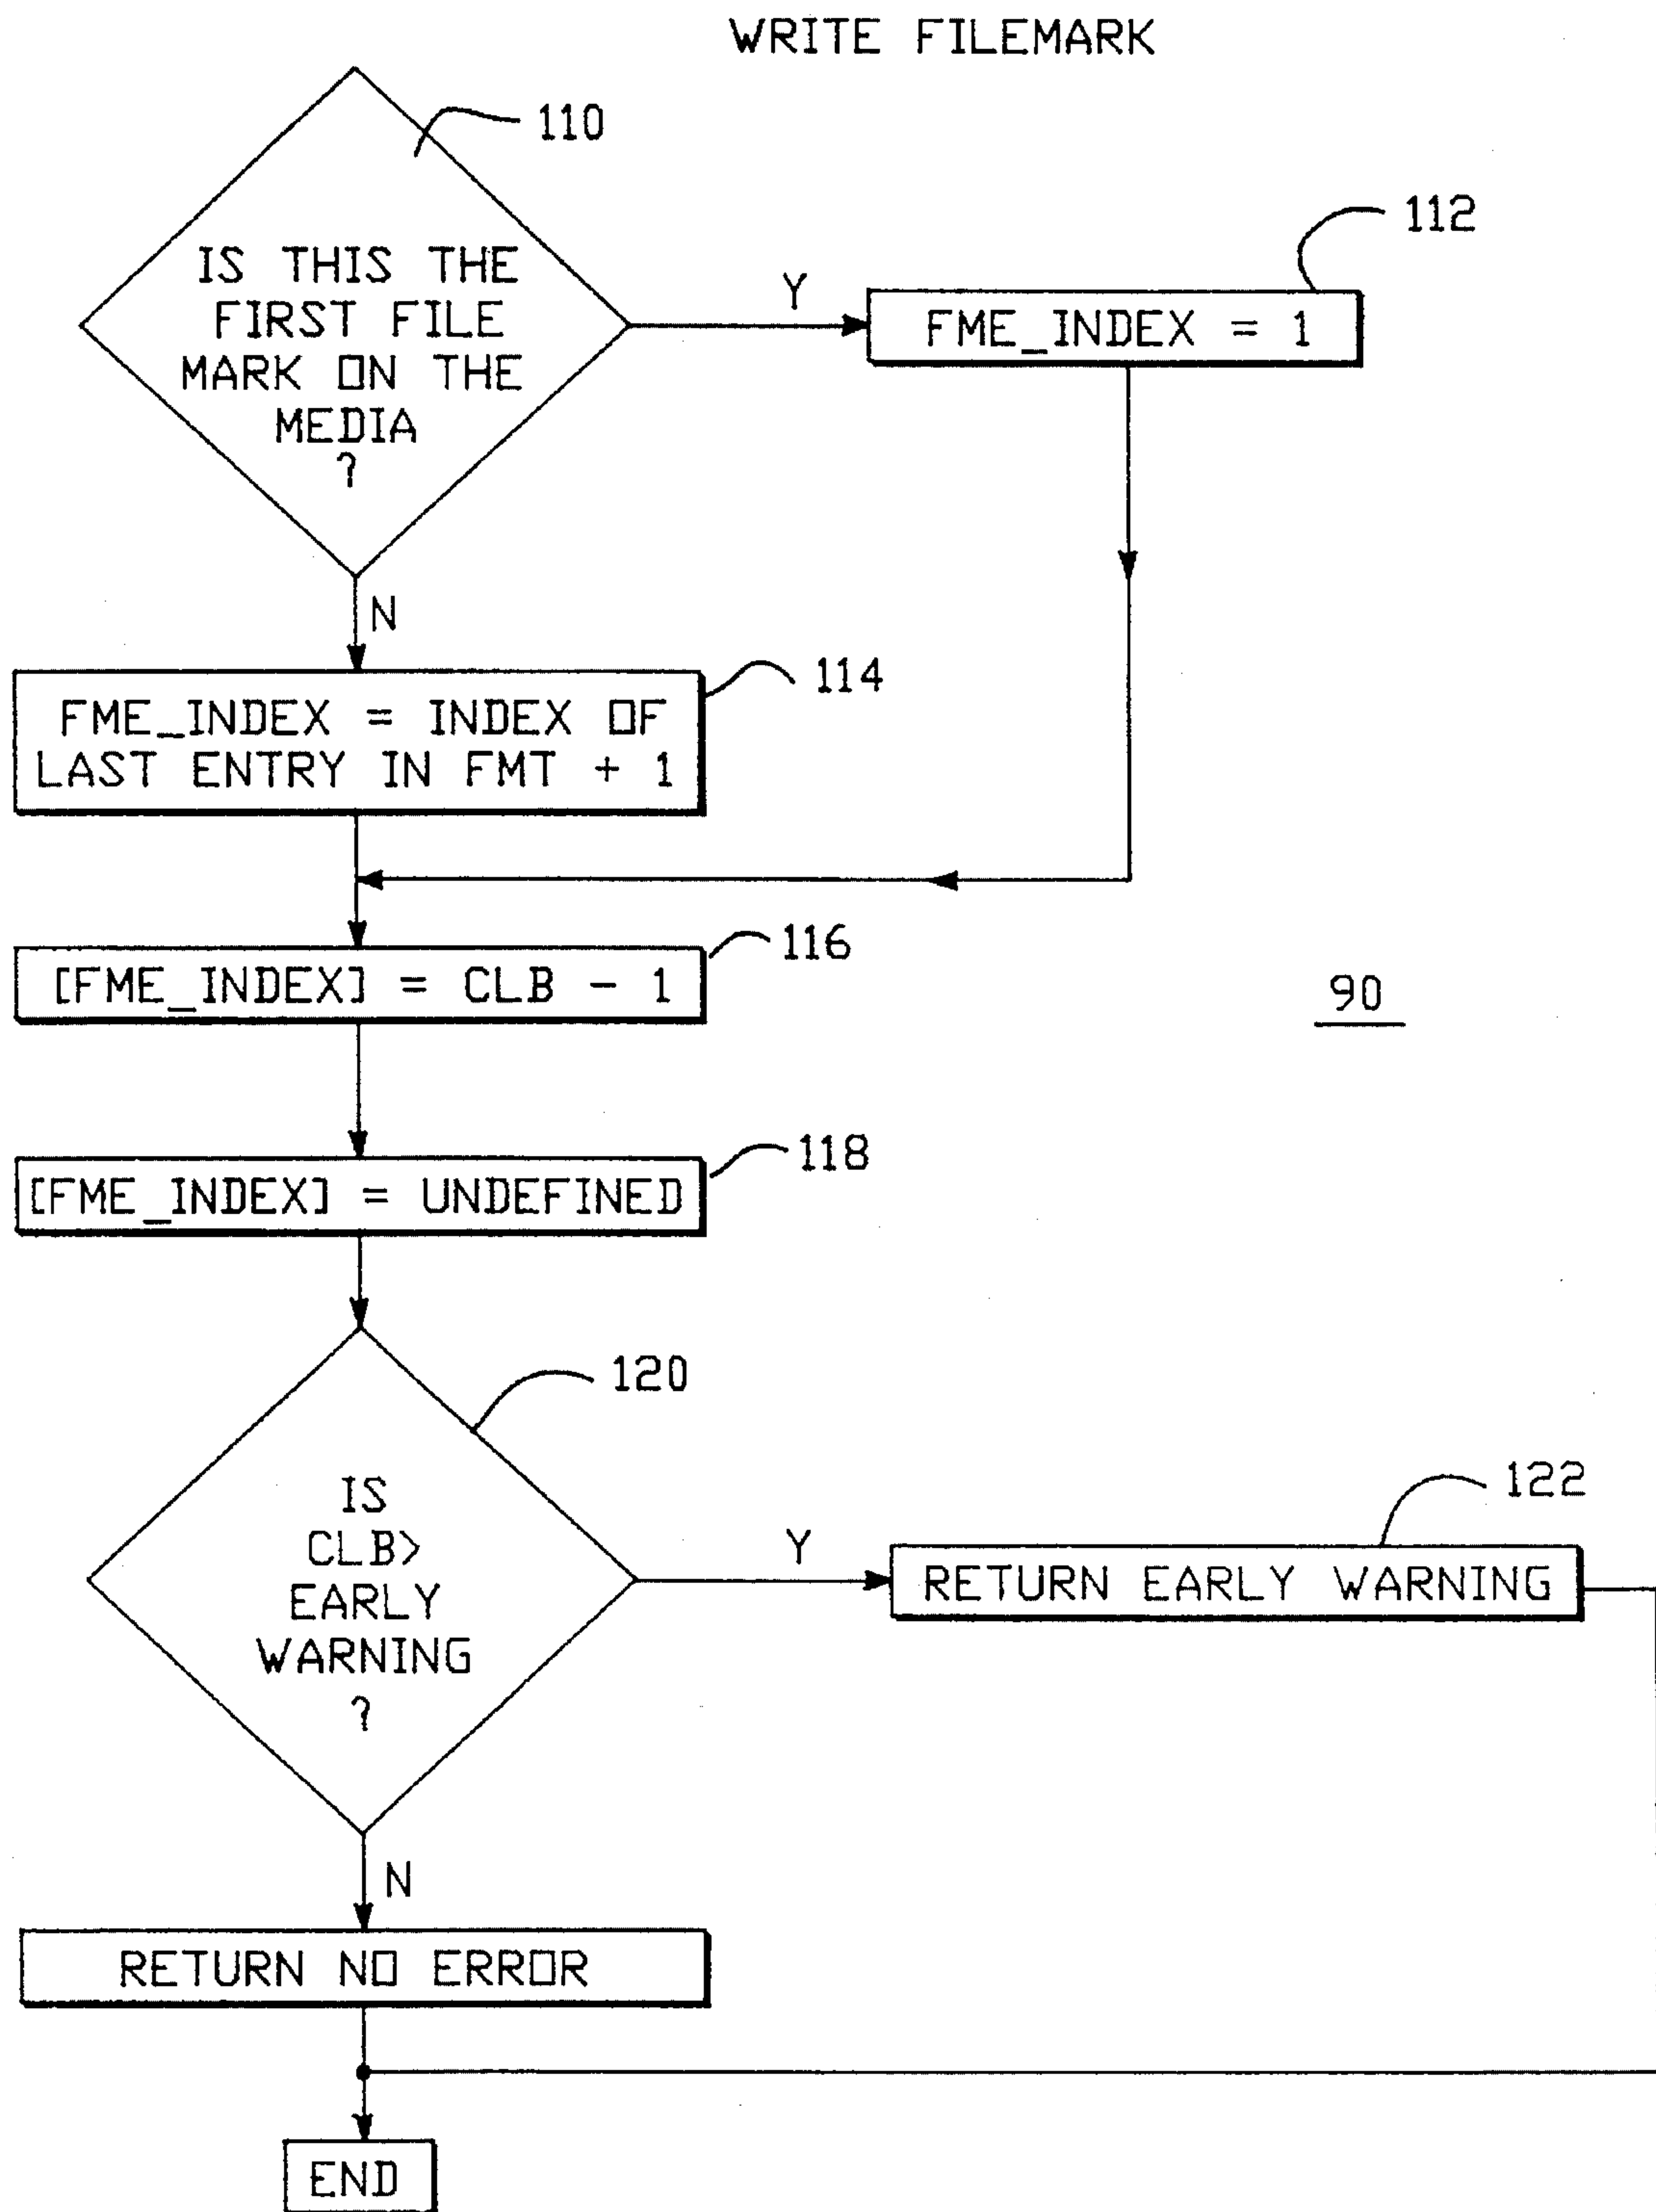 WRITE FILEMARK
110
IS THIS THE
FIRST FILE
MARK ON THE
MEDIA
?
Y
112
FME_INDEX = 1
N
114
FME_INDEX = INDEX OF
LAST ENTRY IN FMT + 1
116
[FME_INDEX] = CLB - 1
90
118
[FME_INDEX] = UNDEFINED
120
IS
CLB>
EARLY
WARNING
?
Y
122
RETURN EARLY WARNING
N
RETURN NO ERROR
END